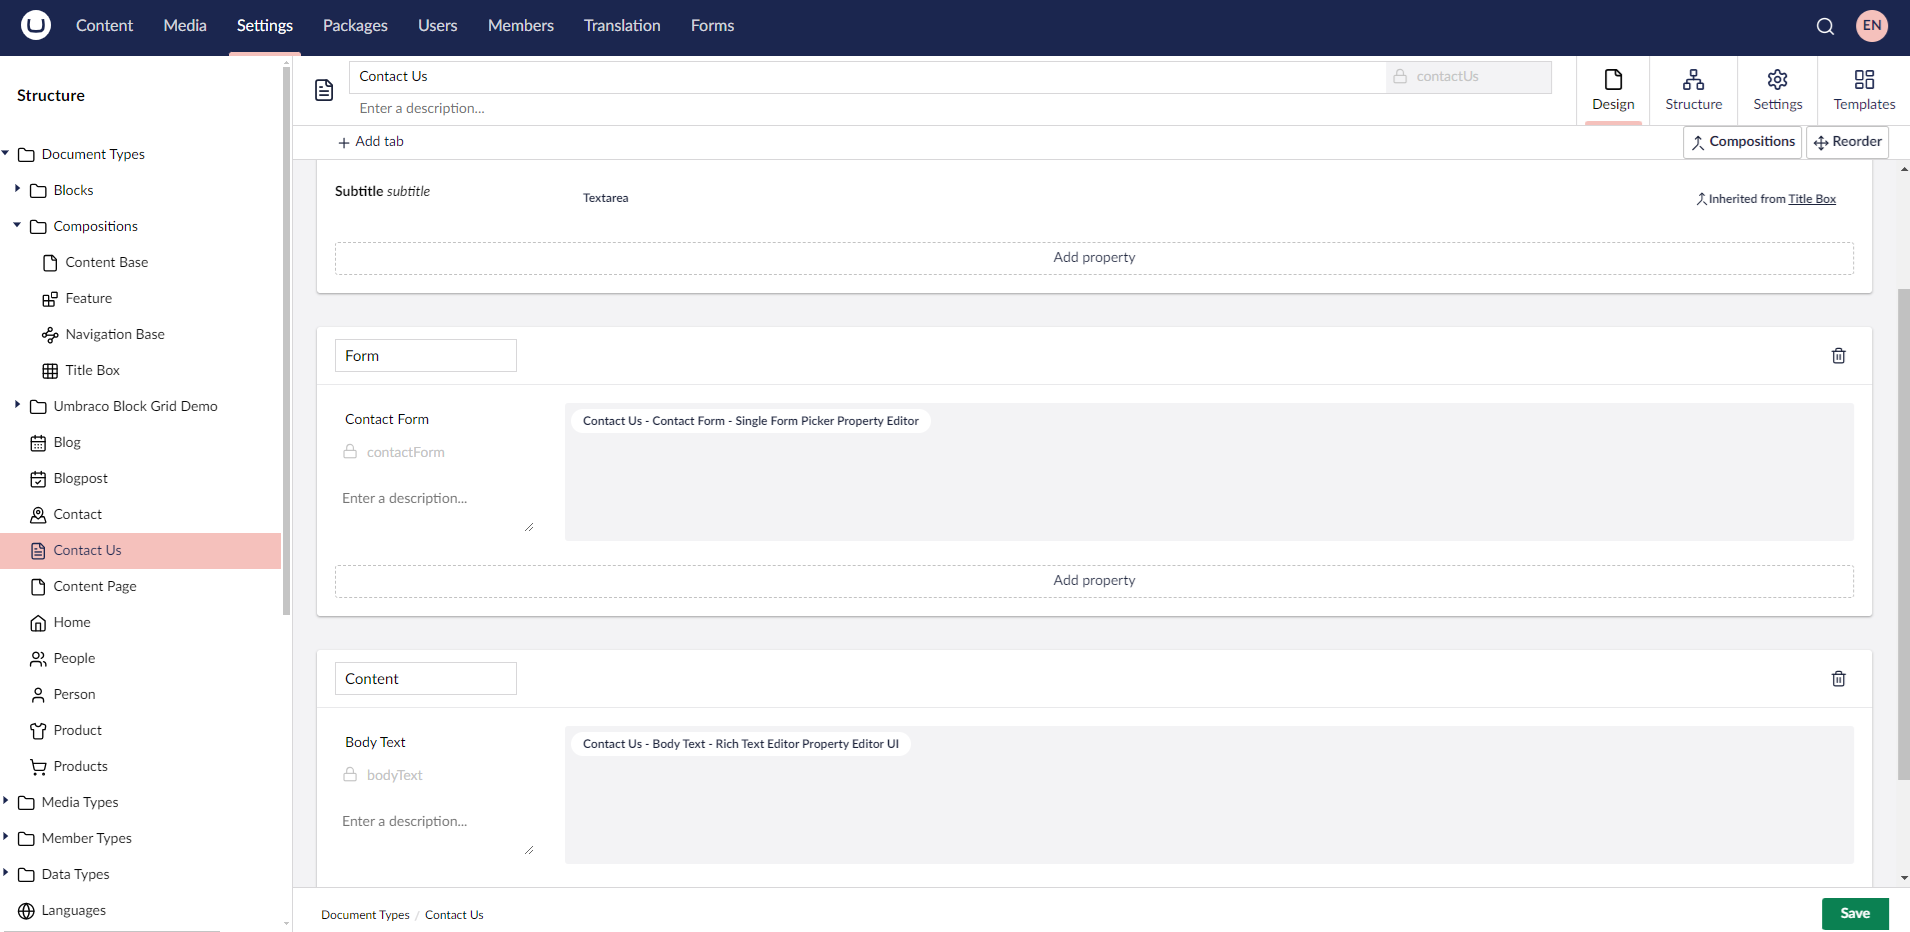 Content Media Settings Packages Users Members Translation Forms EN
Structure
Document Types
Blocks
Compositions
Content Base
Feature
Navigation Base
Title Box
Umbraco Block Grid Demo
Blog
Blogpost
Contact
Contact Us
Content Page
Home
People
Person
Product
Products
Media Types
Member Types
Data Types
Languages
Contact Us contactUs
Enter a description...
Design Structure Settings Templates
Add tab
Compositions Reorder
Subtitle subtitle Textarea Inherited from Title Box
Add property
Form
Contact Form Contact Us - Contact Form - Single Form Picker Property Editor
contactForm
Enter a description...
Add property
Content
Body Text Contact Us - Body Text - Rich Text Editor Property Editor UI
bodyText
Enter a description...
Document Types / Contact Us Save